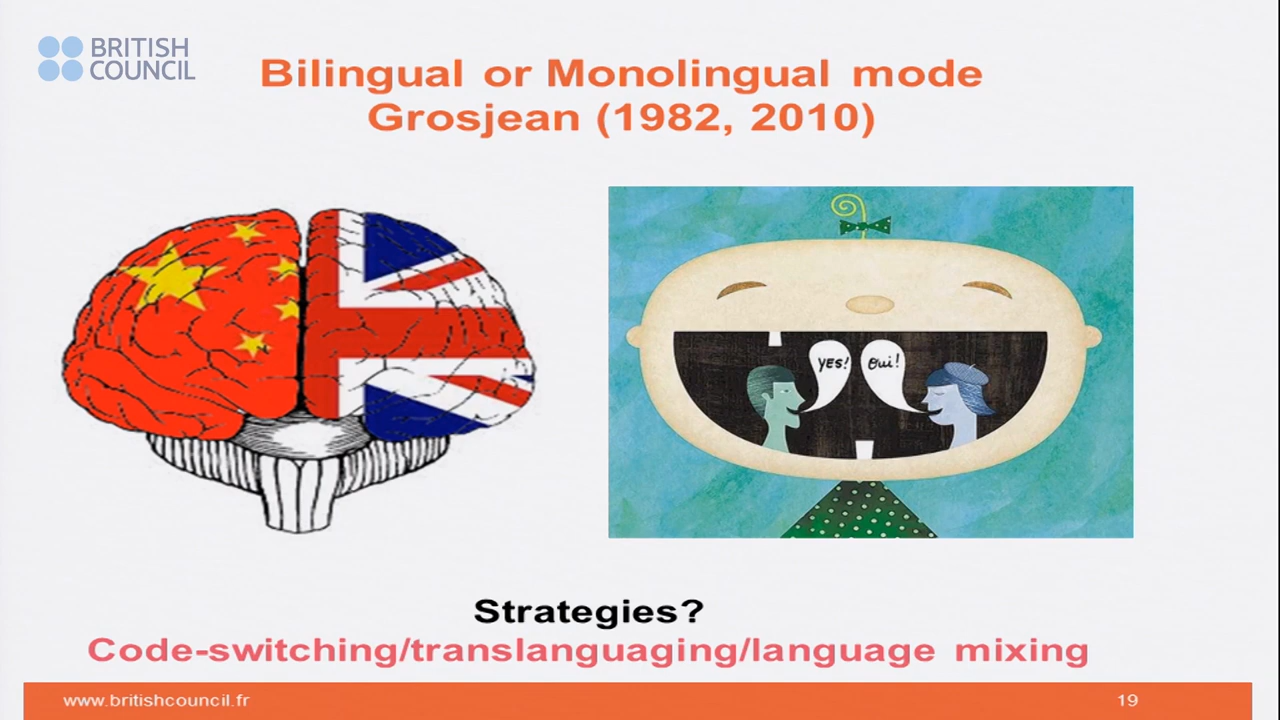 BRITISH
COUNCIL
Bilingual or Monolingual mode
Grosjean (1982, 2010)
YES!
Oui!
Strategies?
Code-switching/translanguaging/language mixing
www.britishcouncil.fr
19